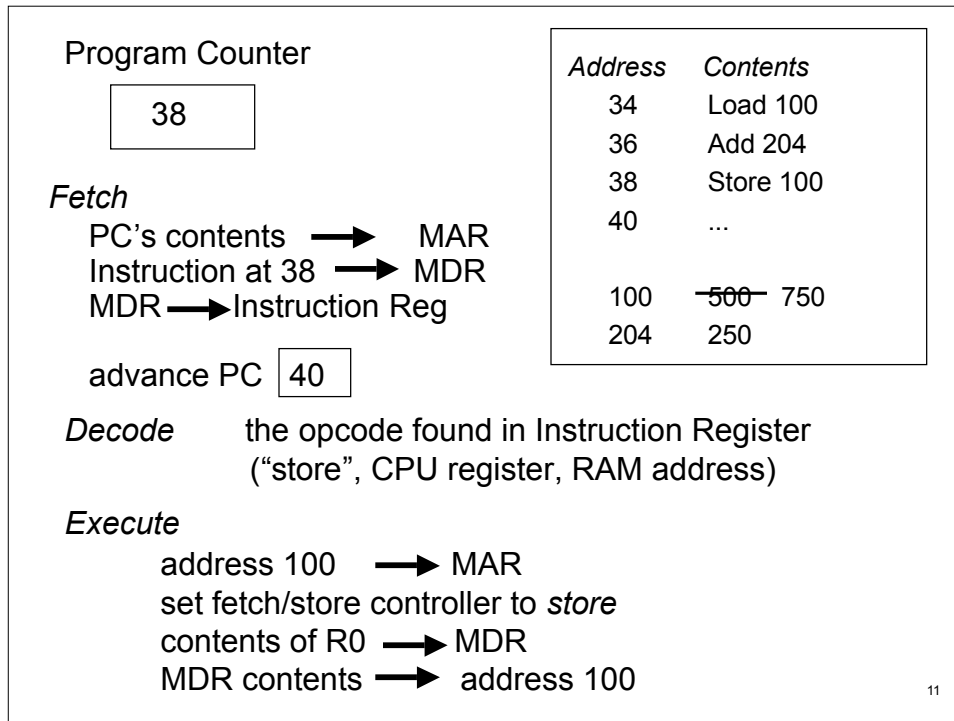 Program Counter
38
Fetch
PC’s contents → MAR
Instruction at 38 → MDR
MDR → Instruction Reg
advance PC 40
Address Contents
34 Load 100
36 Add 204
38 Store 100
40 ...
100 500 750
204 250
Decode the opcode found in Instruction Register
(“store”, CPU register, RAM address)
Execute
address 100 → MAR
set fetch/store controller to store
contents of R0 → MDR
MDR contents → address 100
11